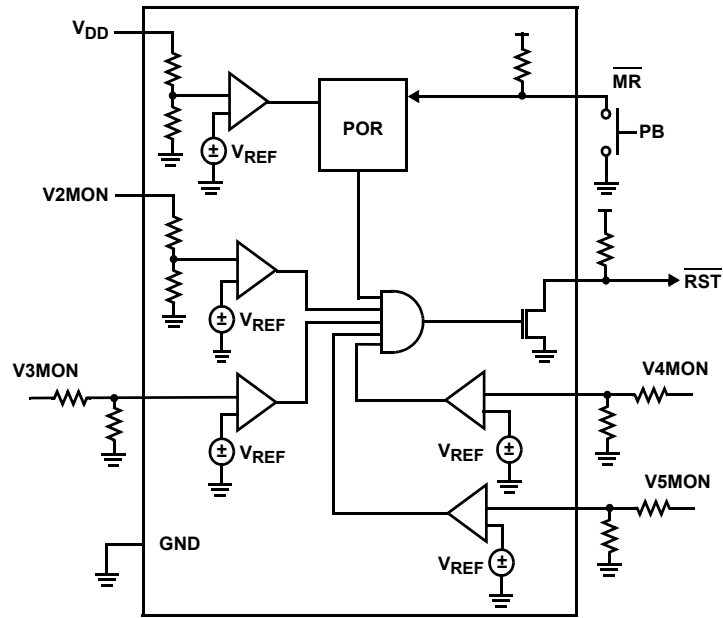 VDD
MR
POR
PB
VREF
V2MON
RST
VREF
V3MON
V4MON
VREF
VREF
V5MON
GND
VREF